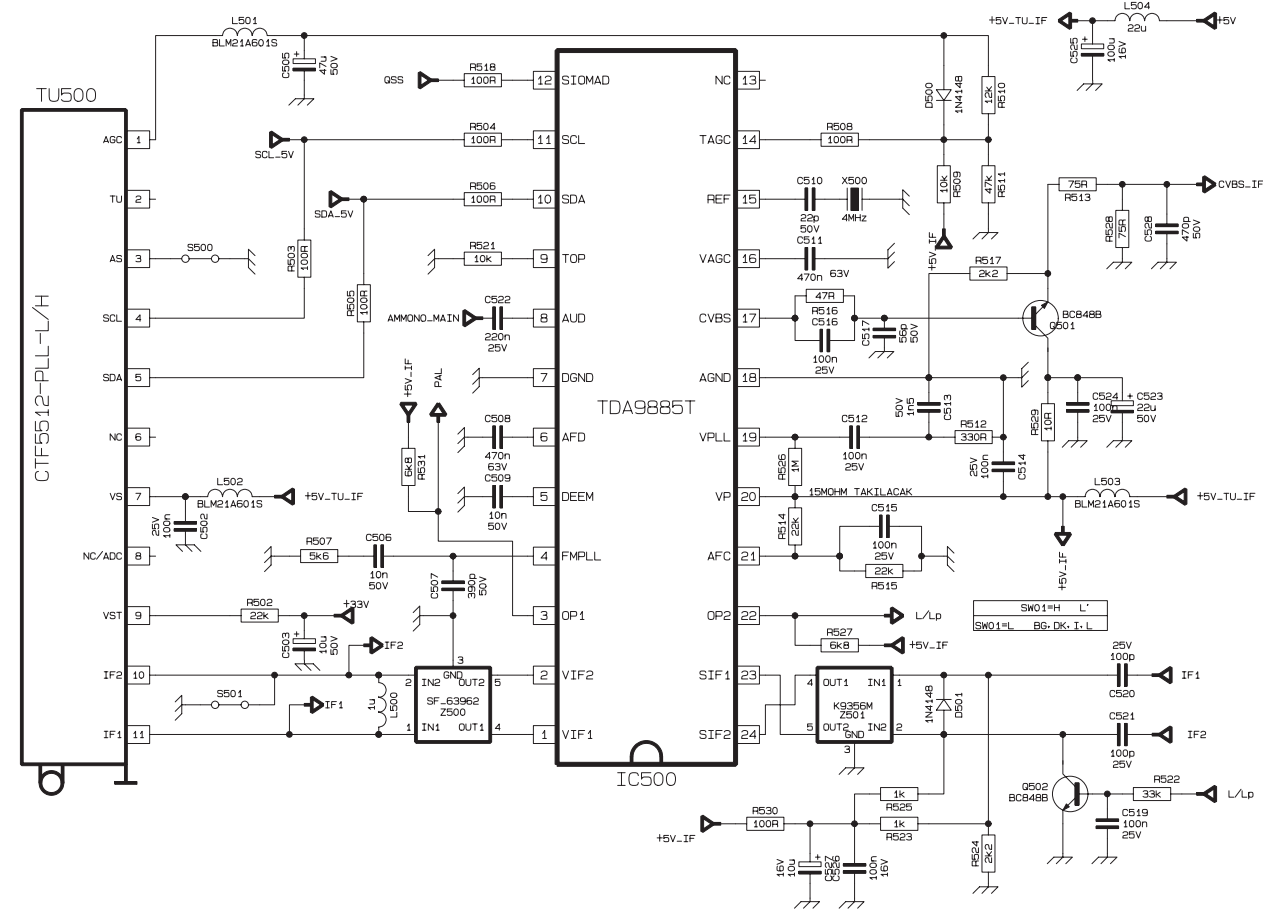 L501
BLM21A601S
C505
47u
50V
+5V_TU_IF
L504
22u
+5V
C525
100u
16V
TU500
CTF5512-PLL-L/H
AGC 1
TU 2
AS 3
SCL 4
SDA 5
NC 6
VS 7
NC/ADC 8
VST 9
IF2 10
IF1 11
QSS
R518
100R
SCL_5V
R504
100R
SDA_5V
R506
100R
S500
R503
100R
R505
100R
R521
10k
AMMONO_MAIN
C522
220n
25V
+5V_IF
PAL
6k8
R531
C508
470n
63V
C509
10n
50V
L502
BLM21A601S
+5V_TU_IF
25V
100n
C502
R507
5k6
C506
10n
50V
C507
390p
50V
R502
22k
+33V
C503
10u
50V
IF2
S501
IF1
1u
L500
3
GND
2 IN2 OUT2 5
SF_63962
Z500
1 IN1 OUT1 4
12 SIOMAD
11 SCL
10 SDA
9 TOP
8 AUD
7 DGND
6 AFD
5 DEEM
4 FMPLL
3 OP1
2 VIF2
1 VIF1
TDA9885T
IC500
NC 13
TAGC 14
REF 15
VAGC 16
CVBS 17
AGND 18
VPLL 19
VP 20
AFC 21
OP2 22
SIF1 23
SIF2 24
D500
1N4148
12k
R510
R508
100R
10k
R509
47k
R511
+5V_IF
C510
22p
50V
X500
4MHz
C511
470n 63V
47R
R516
C516
100n
25V
C517
56p
50V
R517
2k2
75R
R513
CVBS_IF
R528
75R
C528
470p
50V
BC848B
Q501
50V
1n5
C513
C512
100n
25V
R512
330R
25V
100n
C514
R529
10R
C524
100n
25V
C523
22u
50V
R526
1M
15MOHM TAKILACAK
R514
22k
C515
100n
25V
22k
R515
L503
BLM21A601S
+5V_TU_IF
+5V_IF
L/Lp
R527
6k8
+5V_IF
SW01=H L'
SW01=L BG,DK,I,L
4 OUT1 IN1 1
K9356M
Z501
5 OUT2 IN2 2
GND
3
1N4148
D501
25V
100p
C520
IF1
C521
100p
25V
IF2
Q502
BC848B
R522
33k
L/Lp
C519
100n
25V
1k
R525
+5V_IF
R530
100R
1k
R523
R524
2k2
16V
10u
C527
C526
100n
16V